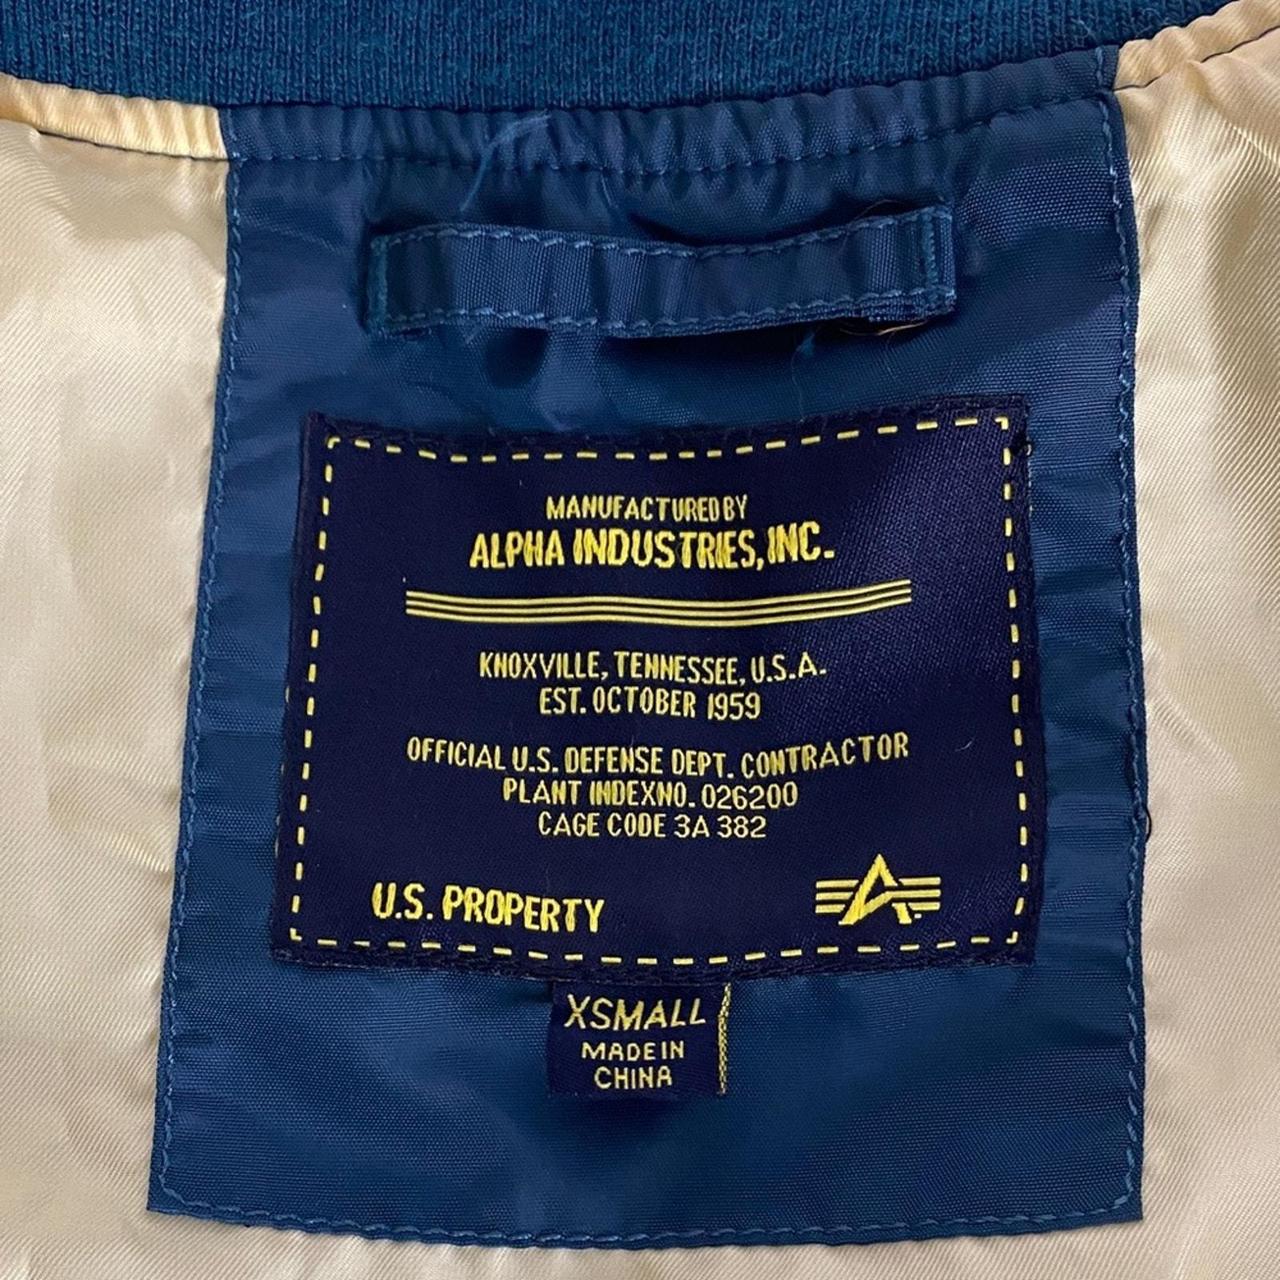 MANUFACTURED BY
ALPHA INDUSTRIES, INC.
KNOXVILLE, TENNESSEE, U.S.A.
EST. OCTOBER 1959
OFFICIAL U.S. DEFENSE DEPT. CONTRACTOR
PLANT INDEXNO. 026200
CAGE CODE 3A 382
U.S. PROPERTY
XSMALL
MADE IN
CHINA